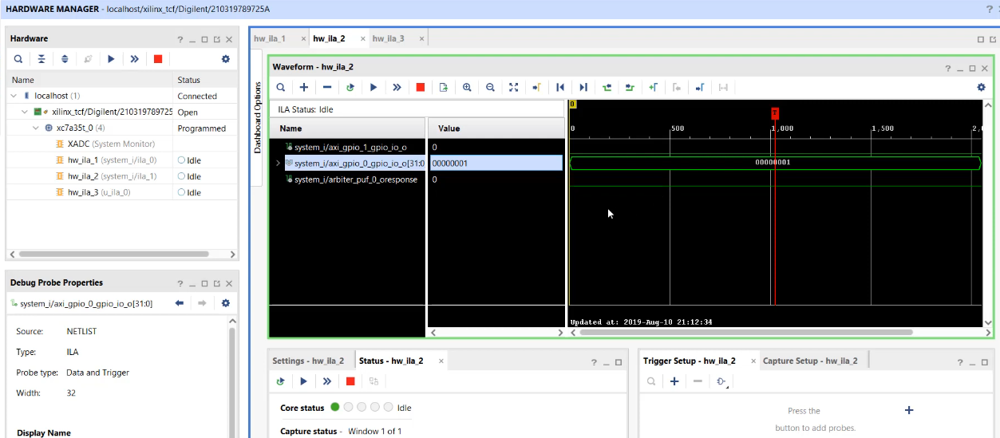 HARDWARE MANAGER - localhost/xilinx_tcf/Digilent/210319789725A
Hardware
Name Status
localhost (1) Connected
xilinx_tcf/Digilent/210319789725 Open
xc7a35t_0 (4) Programmed
XADC (System Monitor)
hw_ila_1 (system_i/ila_0) Idle
hw_ila_2 (system_i/ila_1) Idle
hw_ila_3 (u_ila_0) Idle
Debug Probe Properties
system_i/axi_gpio_0_gpio_io_o[31:0]
Source: NETLIST
Type: ILA
Probe type: Data and Trigger
Width: 32
Display Name
hw_ila_1 hw_ila_2 hw_ila_3
Dashboard Options
Waveform - hw_ila_2
ILA Status: Idle
Name Value
system_i/axi_gpio_1_gpio_io_o 0
system_i/axi_gpio_0_gpio_io_o[31:0 00000001
system_i/arbiter_puf_0_oresponse 0
0
T
0 500 1,000 1,500 2,
00000001
Updated at: 2019-Aug-10 21:12:34
Settings - hw_ila_2 Status - hw_ila_2
Core status Idle
Capture status - Window 1 of 1
Trigger Setup - hw_ila_2 Capture Setup - hw_ila_2
Press the
button to add probes.